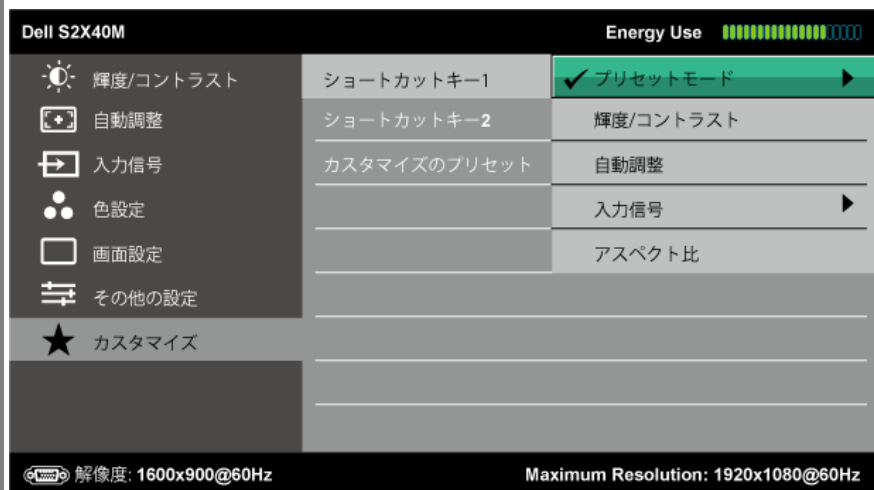 Dell S2X40M Energy Use
輝度/コントラスト ショートカットキー1 プリセットモード
自動調整 ショートカットキー2 輝度/コントラスト
入力信号 カスタマイズのプリセット 自動調整
色設定 入力信号
画面設定 アスペクト比
その他の設定
カスタマイズ
解像度: 1600x900@60Hz Maximum Resolution: 1920x1080@60Hz